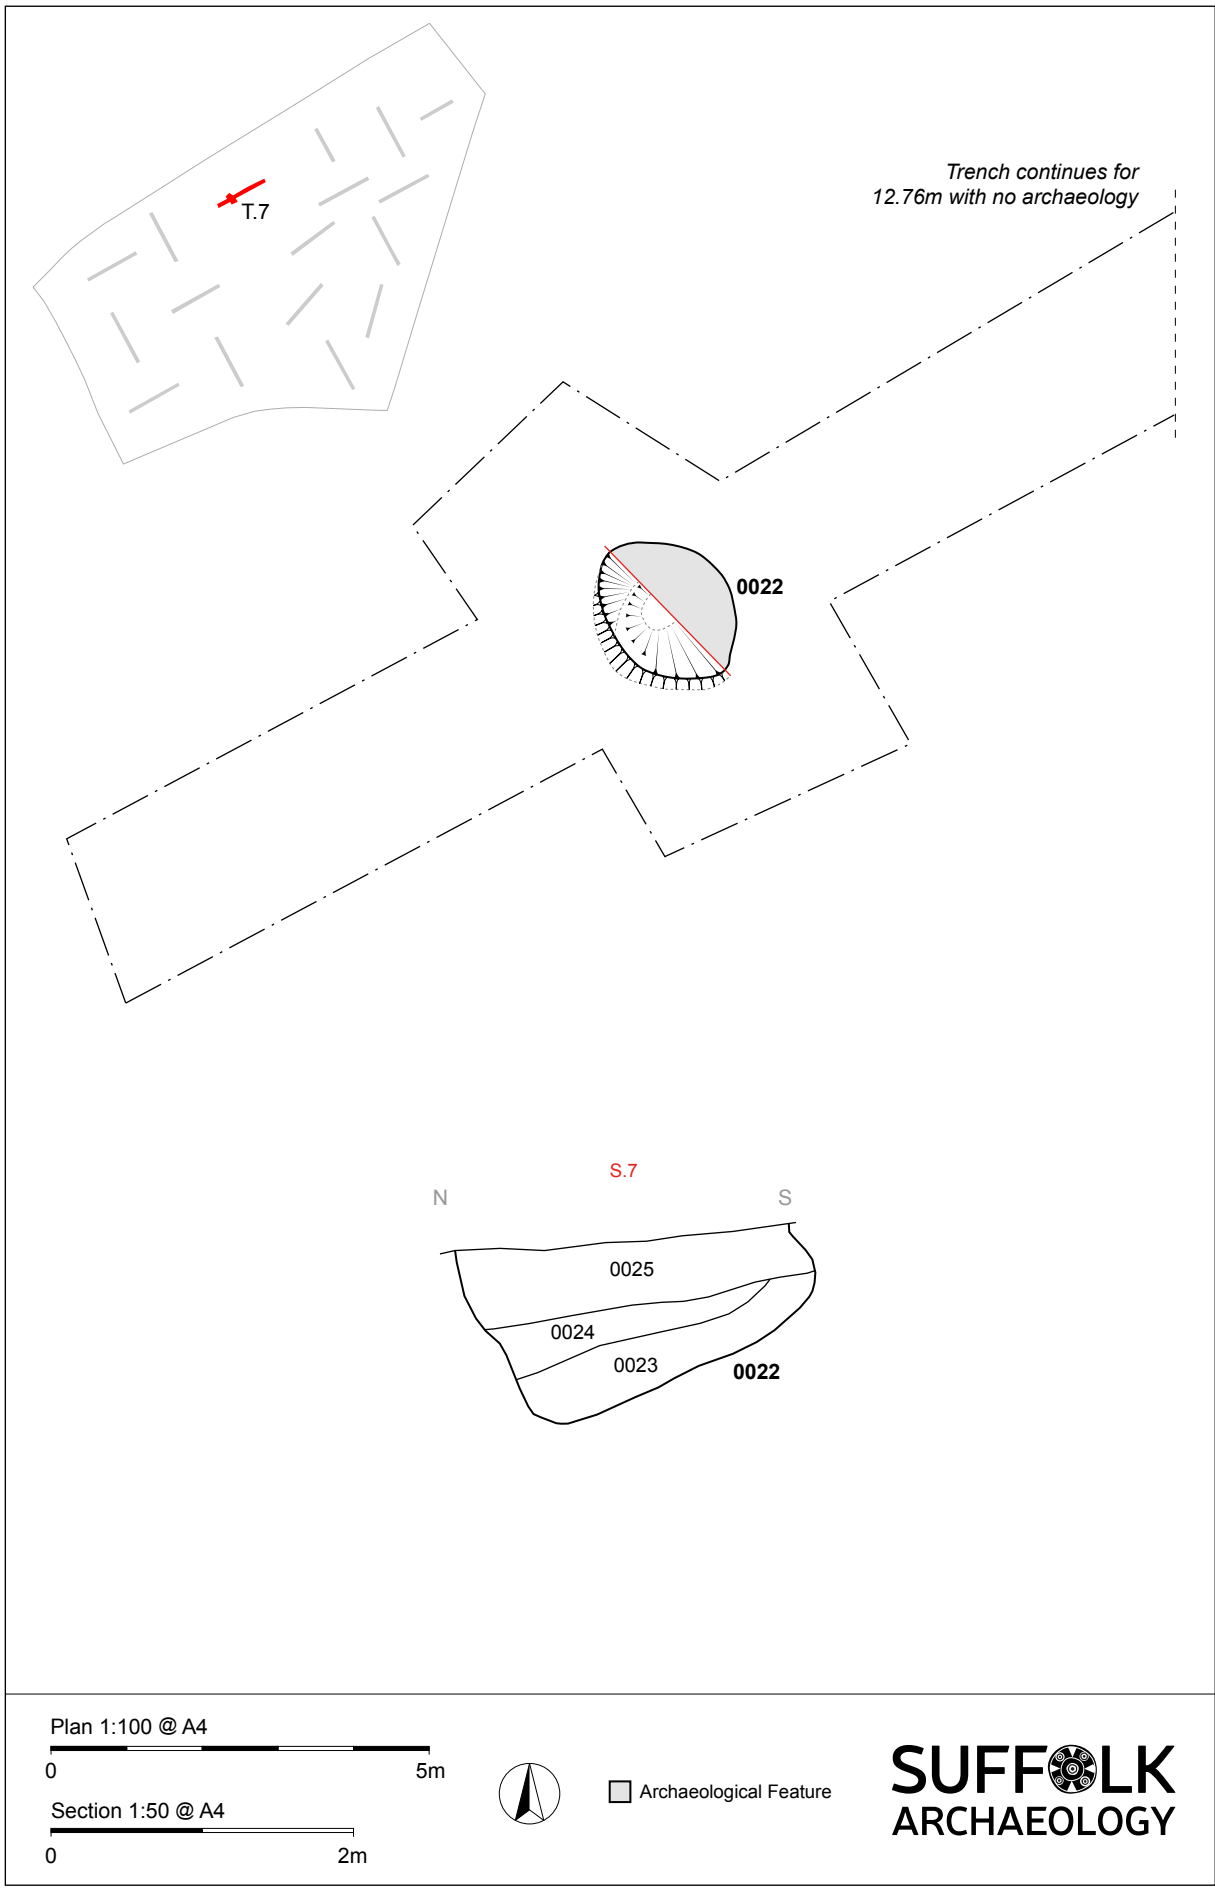 T.7
Trench continues for
12.76m with no archaeology
0022
S.7
N
S
0025
0024
0023
0022
Plan 1:100 @ A4
0
5m
Section 1:50 @ A4
0
2m
Archaeological Feature
SUFFOLK
ARCHAEOLOGY